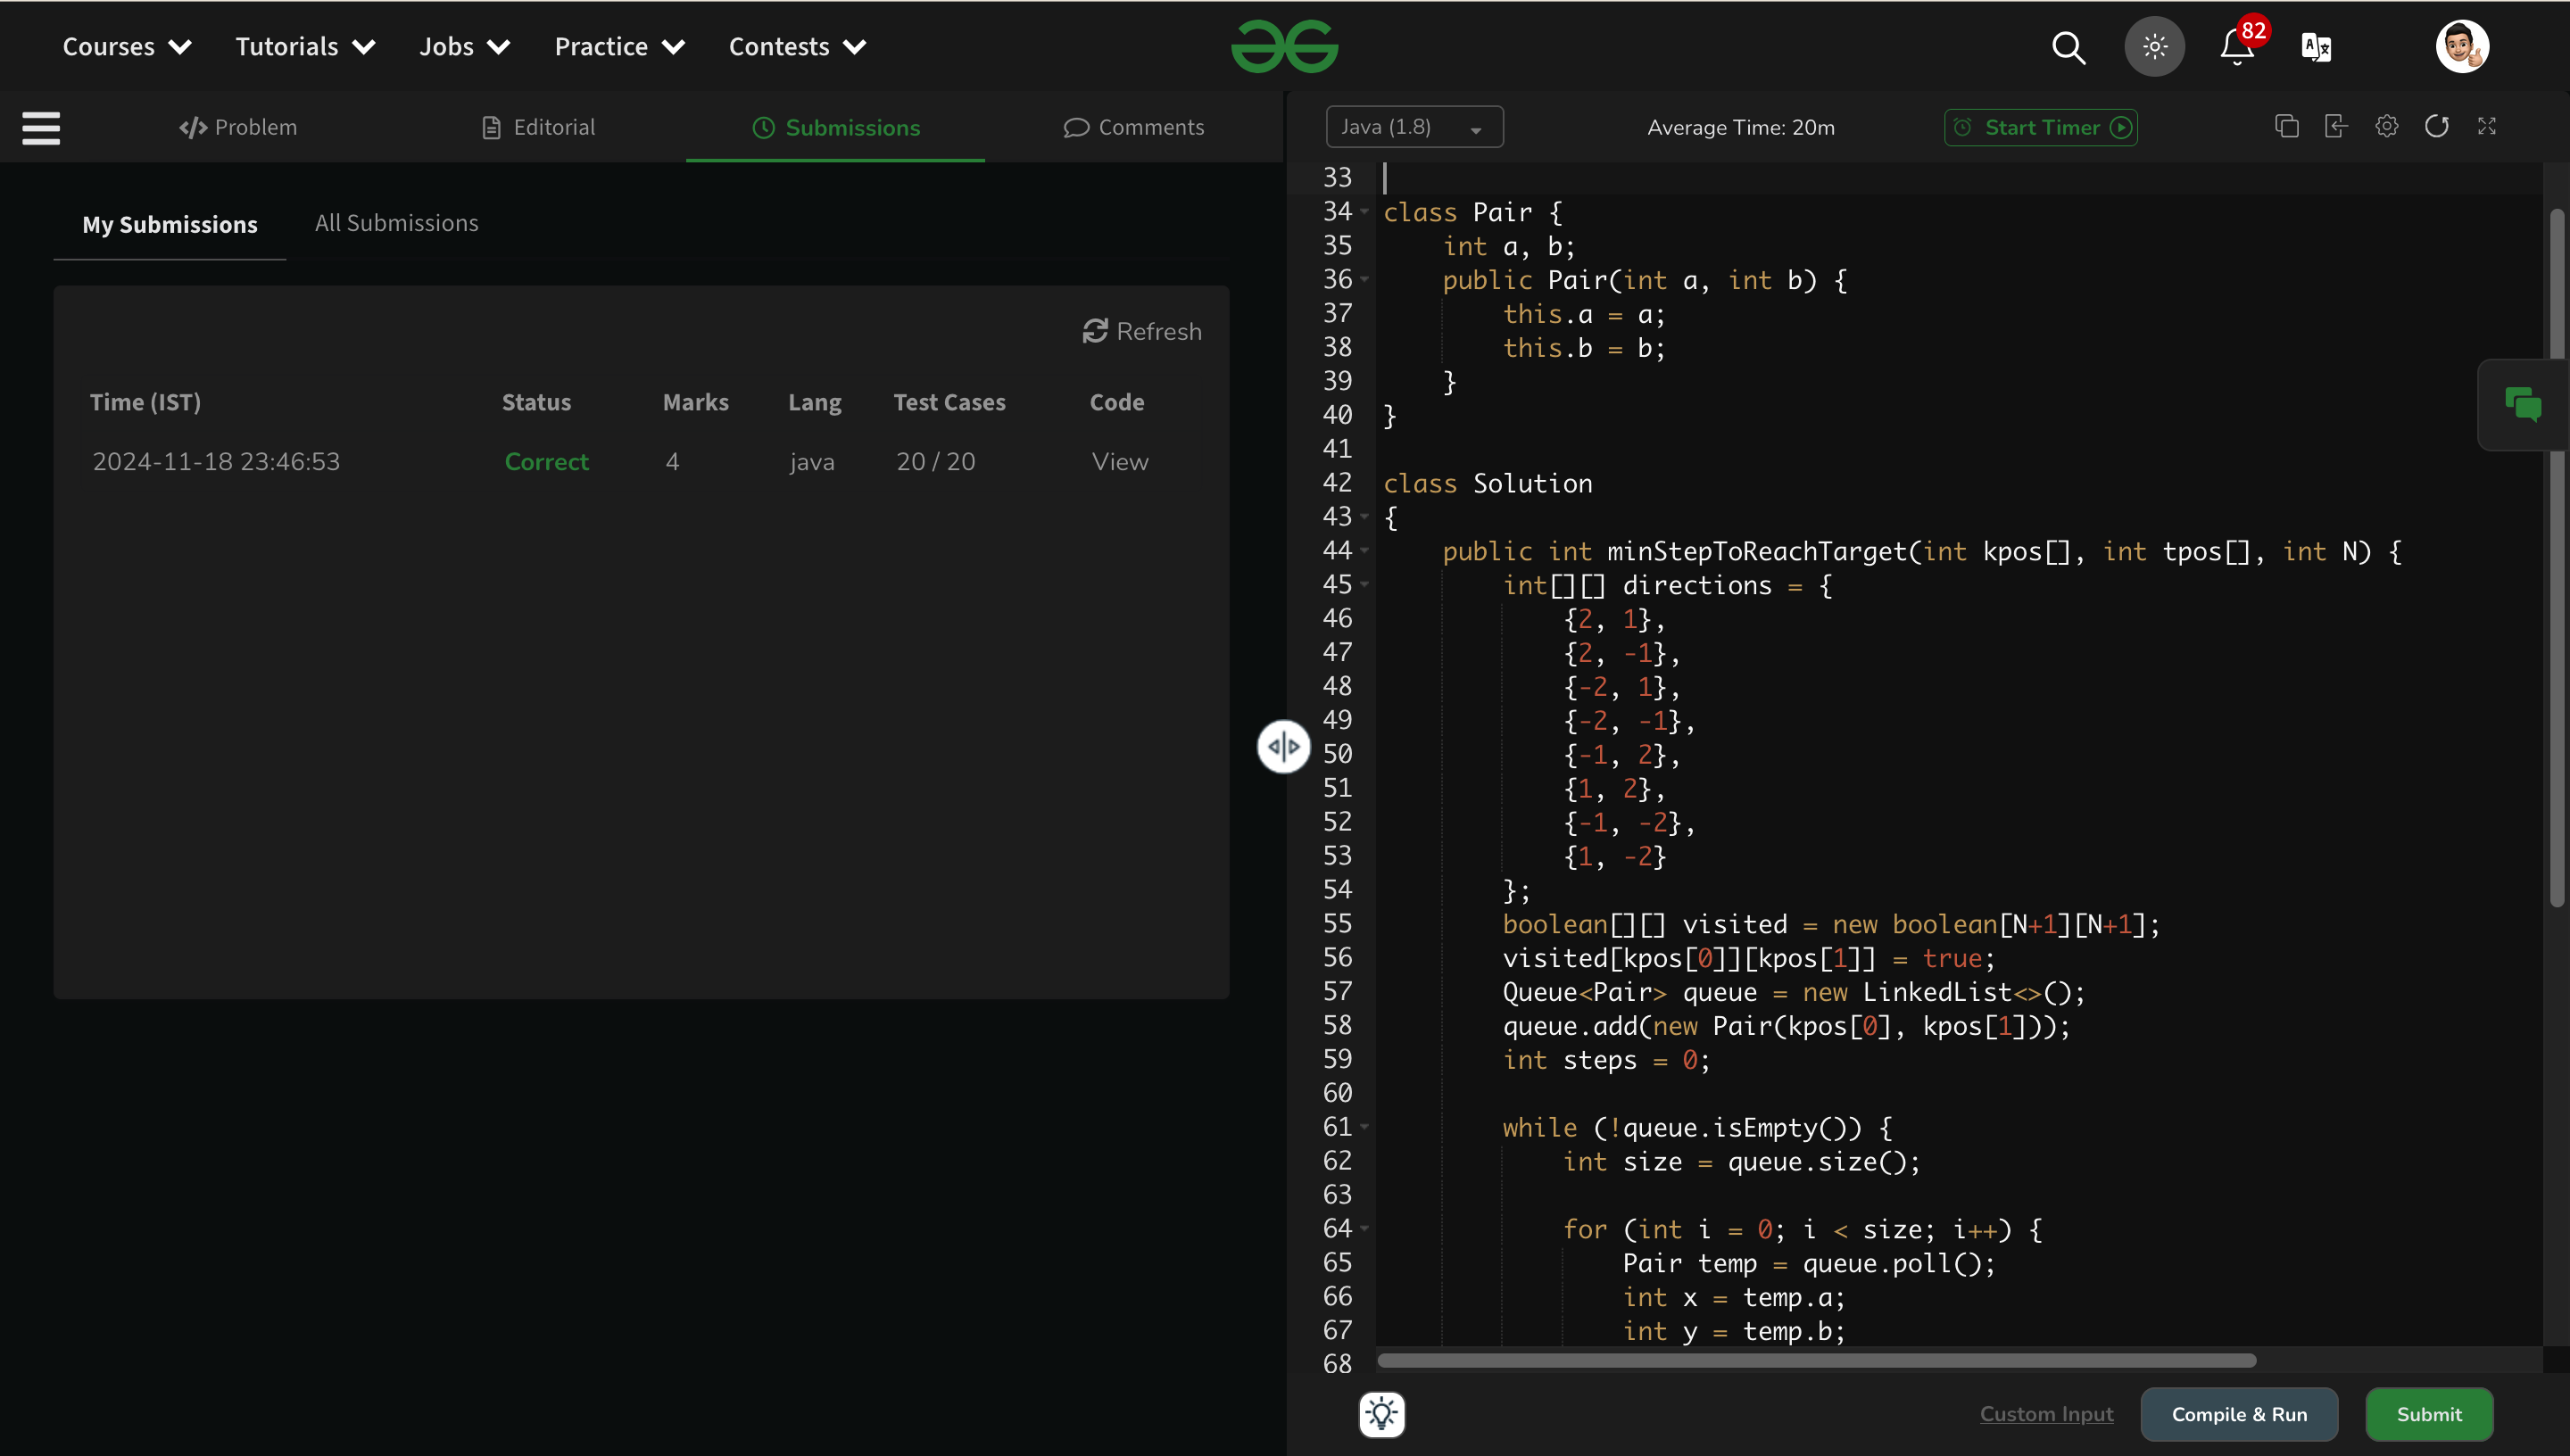 Courses Tutorials Jobs Practice Contests
82
Problem Editorial Submissions Comments
Java (1.8) Average Time: 20m Start Timer
My Submissions All Submissions
Refresh
Time (IST) Status Marks Lang Test Cases Code
2024-11-18 23:46:53 Correct 4 java 20 / 20 View
33
34 class Pair {
35     int a, b;
36     public Pair(int a, int b) {
37         this.a = a;
38         this.b = b;
39     }
40 }
41
42 class Solution
43 {
44     public int minStepToReachTarget(int kpos[], int tpos[], int N) {
45         int[][] directions = {
46             {2, 1},
47             {2, -1},
48             {-2, 1},
49             {-2, -1},
50             {-1, 2},
51             {1, 2},
52             {-1, -2},
53             {1, -2}
54         };
55         boolean[][] visited = new boolean[N+1][N+1];
56         visited[kpos[0]][kpos[1]] = true;
57         Queue<Pair> queue = new LinkedList<>();
58         queue.add(new Pair(kpos[0], kpos[1]));
59         int steps = 0;
60
61         while (!queue.isEmpty()) {
62             int size = queue.size();
63
64             for (int i = 0; i < size; i++) {
65                 Pair temp = queue.poll();
66                 int x = temp.a;
67                 int y = temp.b;
68
Custom Input Compile & Run Submit